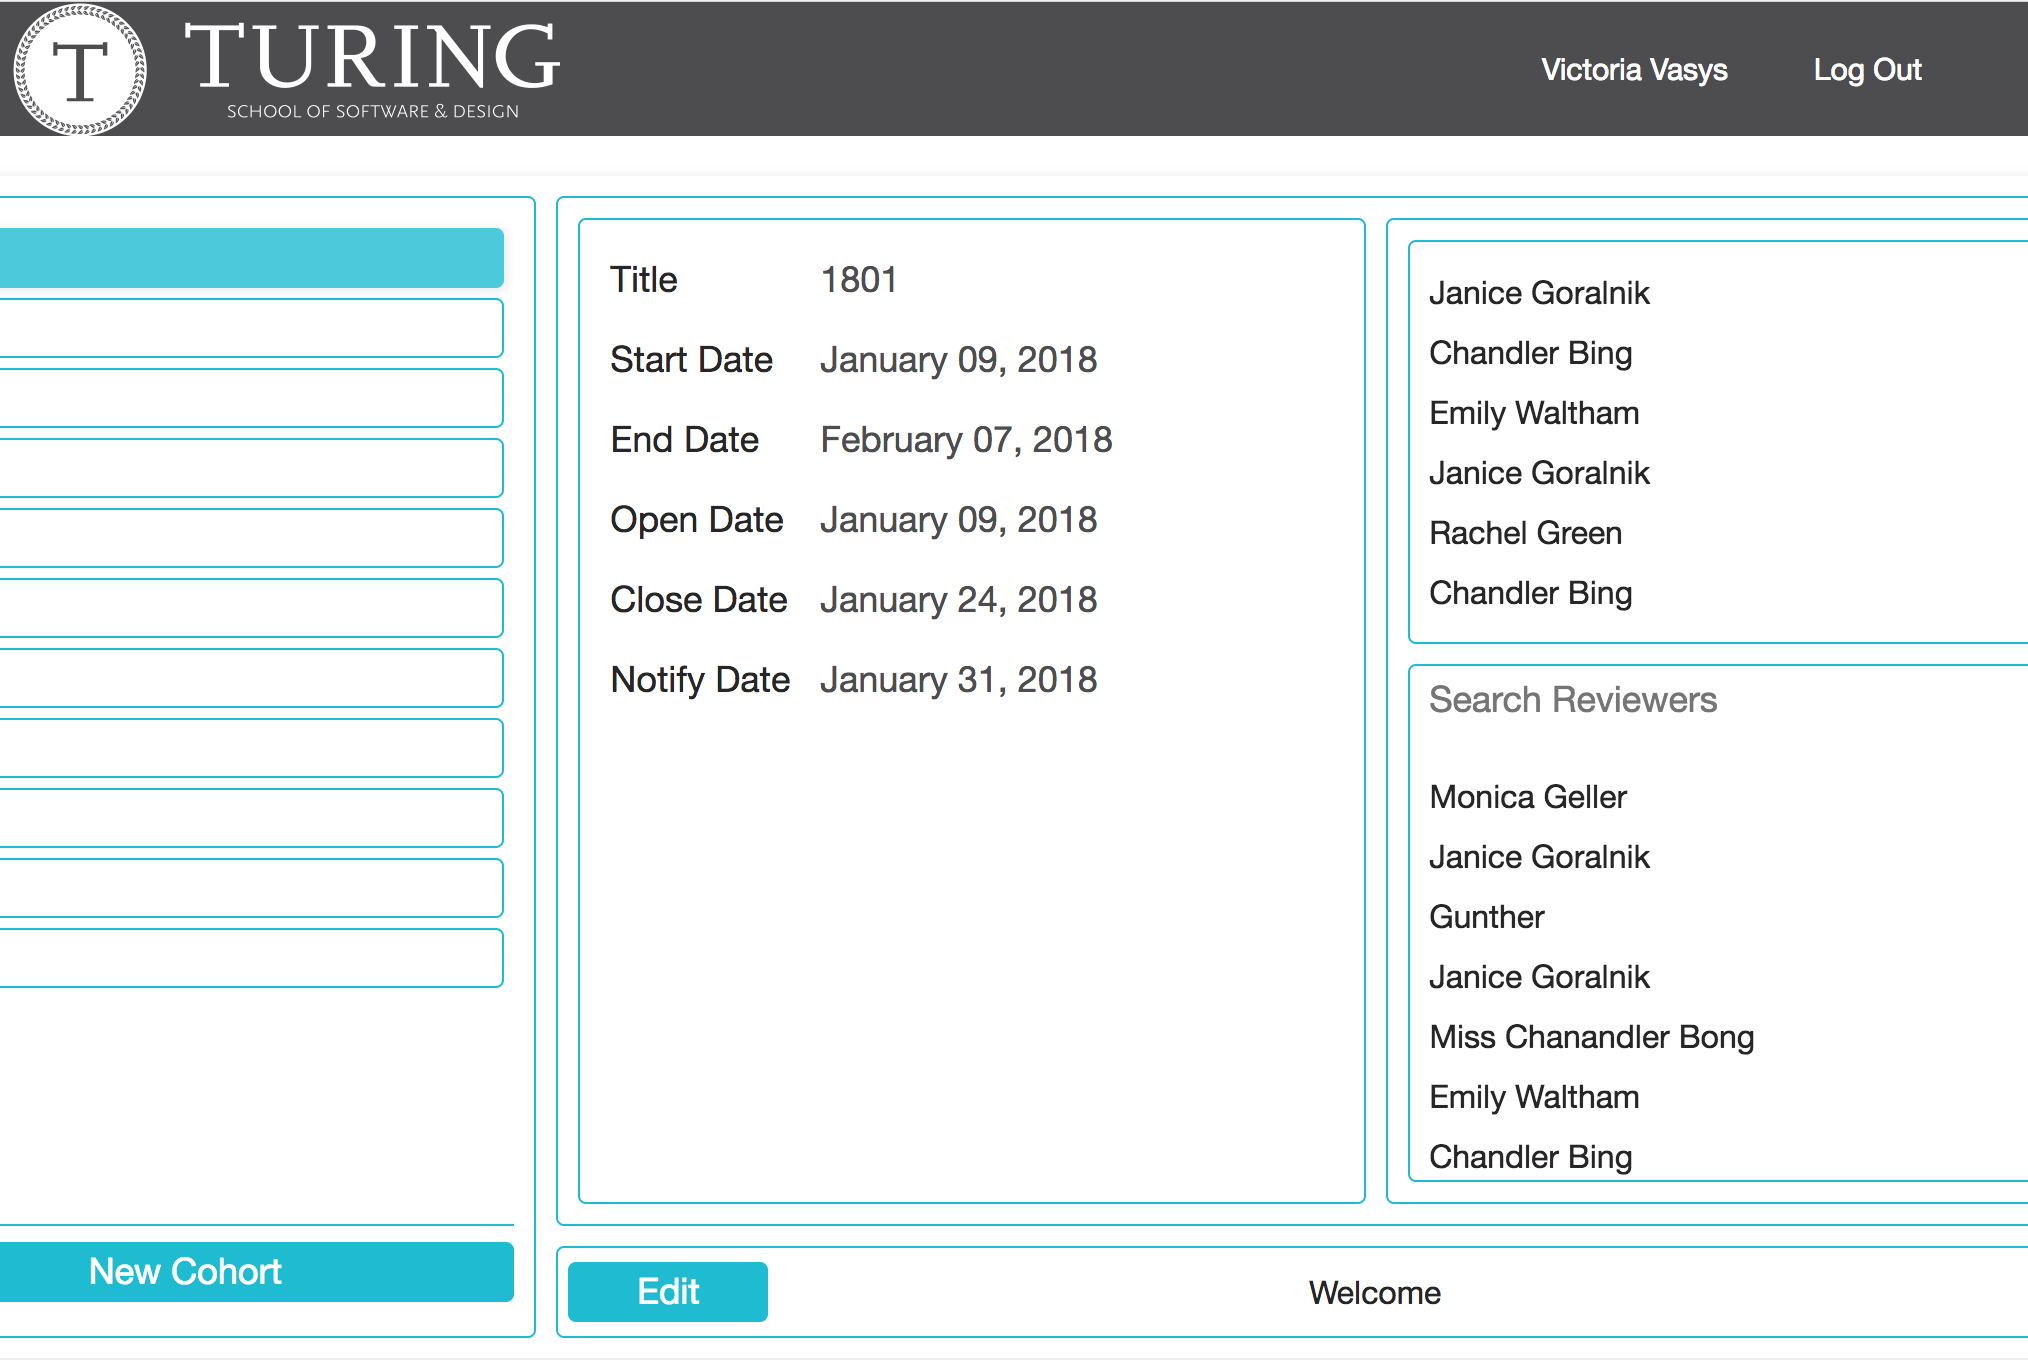 T
TURING
SCHOOL OF SOFTWARE & DESIGN
Victoria Vasys
Log Out
Title 1801
Start Date January 09, 2018
End Date February 07, 2018
Open Date January 09, 2018
Close Date January 24, 2018
Notify Date January 31, 2018
Janice Goralnik
Chandler Bing
Emily Waltham
Janice Goralnik
Rachel Green
Chandler Bing
Search Reviewers
Monica Geller
Janice Goralnik
Gunther
Janice Goralnik
Miss Chanandler Bong
Emily Waltham
Chandler Bing
New Cohort
Edit
Welcome